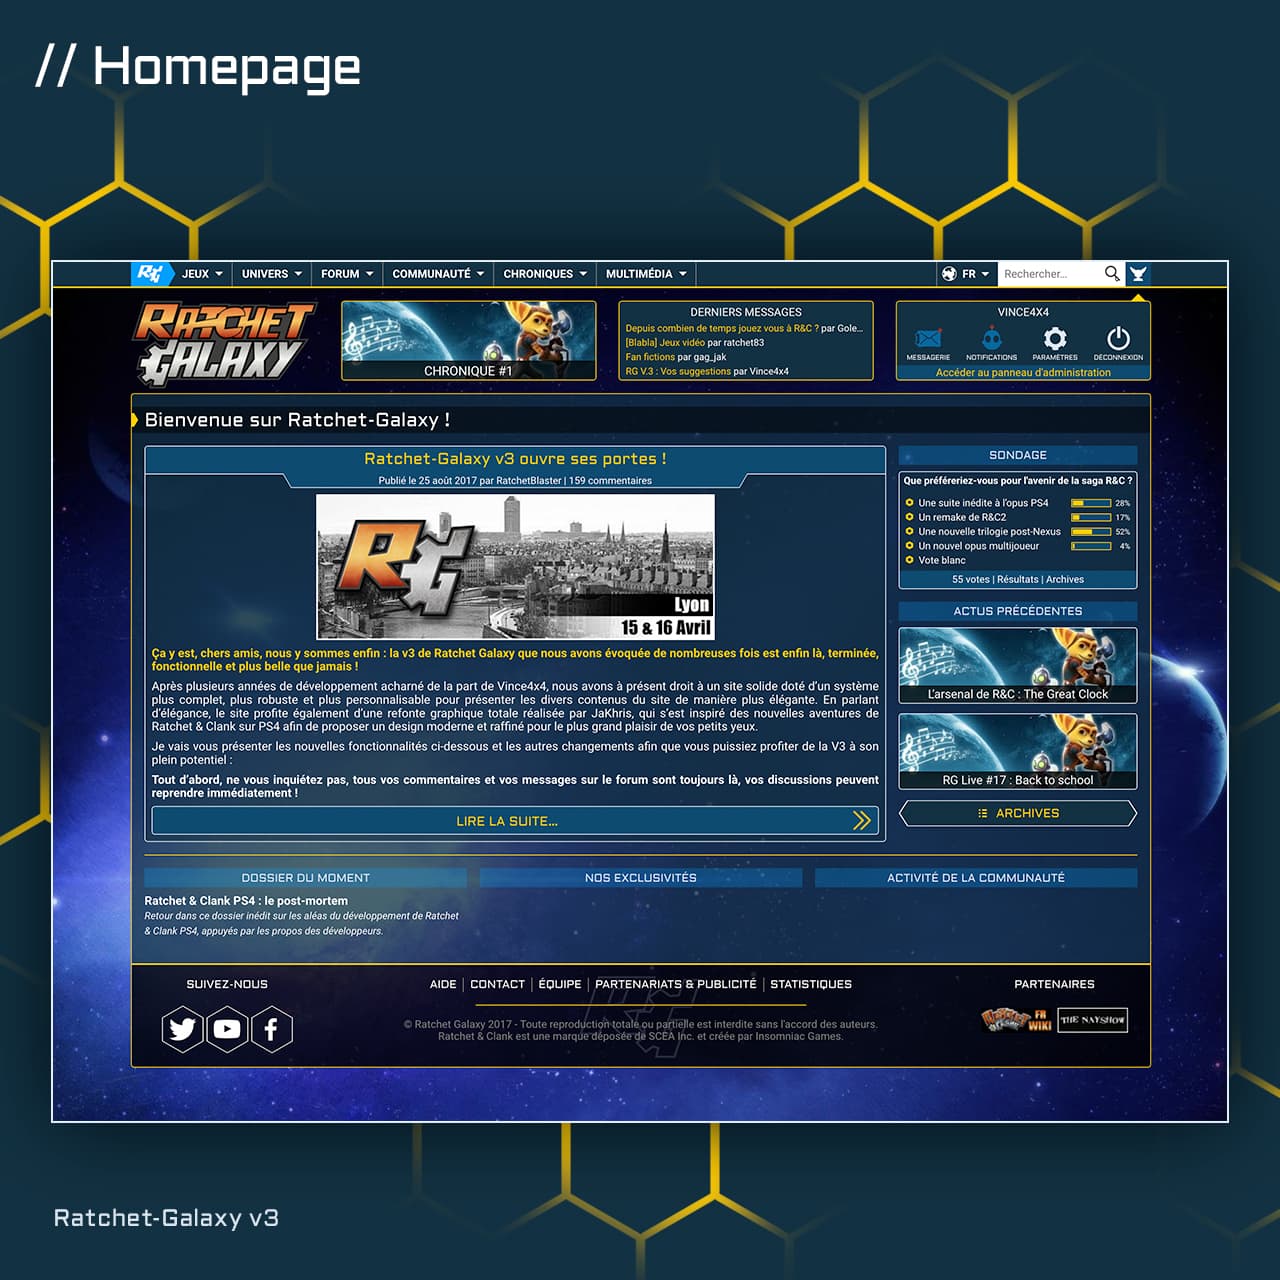 // Homepage
RG JEUX UNIVERS FORUM COMMUNAUTÉ CHRONIQUES MULTIMÉDIA FR Rechercher...
RATCHET
GALAXY
CHRONIQUE #1
DERNIERS MESSAGES
Depuis combien de temps jouez vous à R&C ? par Gole...
[Blabla] Jeux vidéo par ratchet83
Fan fictions par gag_jak
RG V.3 : Vos suggestions par Vince4x4
VINCE4X4
MESSAGERIE NOTIFICATIONS PARAMÈTRES DÉCONNEXION
Accéder au panneau d'administration
Bienvenue sur Ratchet-Galaxy !
Ratchet-Galaxy v3 ouvre ses portes !
Publié le 25 août 2017 par RatchetBlaster | 159 commentaires
RG
Lyon
15 & 16 Avril
Ça y est, chers amis, nous y sommes enfin : la v3 de Ratchet Galaxy que nous avons évoquée de nombreuses fois est enfin là, terminée,
fonctionnelle et plus belle que jamais !
Après plusieurs années de développement acharné de la part de Vince4x4, nous avons à présent droit à un site solide doté d'un système
plus complet, plus robuste et plus personnalisable pour présenter les divers contenus du site de manière plus élégante. En parlant
d'élégance, le site profite également d'une refonte graphique totale réalisée par JaKhris, qui s'est inspiré des nouvelles aventures de
Ratchet & Clank sur PS4 afin de proposer un design moderne et raffiné pour le plus grand plaisir de vos petits yeux.
Je vais vous présenter les nouvelles fonctionnalités ci-dessous et les autres changements afin que vous puissiez profiter de la V3 à son
plein potentiel :
Tout d'abord, ne vous inquiétez pas, tous vos commentaires et vos messages sur le forum sont toujours là, vos discussions peuvent
reprendre immédiatement !
LIRE LA SUITE...
SONDAGE
Que préféreriez-vous pour l'avenir de la saga R&C ?
Une suite inédite à l'opus PS4 28%
Un remake de R&C2 17%
Une nouvelle trilogie post-Nexus 52%
Un nouvel opus multijoueur 4%
Vote blanc
55 votes | Résultats | Archives
ACTUS PRÉCÉDENTES
L'arsenal de R&C : The Great Clock
RG Live #17 : Back to school
ARCHIVES
DOSSIER DU MOMENT
Ratchet & Clank PS4 : le post-mortem
Retour dans ce dossier inédit sur les aléas du développement de Ratchet
& Clank PS4, appuyés par les propos des développeurs.
NOS EXCLUSIVITÉS
ACTIVITÉ DE LA COMMUNAUTÉ
SUIVEZ-NOUS
AIDE | CONTACT | ÉQUIPE | PARTENARIATS & PUBLICITÉ | STATISTIQUES
© Ratchet Galaxy 2017 - Toute reproduction totale ou partielle est interdite sans l'accord des auteurs.
Ratchet & Clank est une marque déposée de SCEA Inc. et créée par Insomniac Games.
PARTENAIRES
Ratchet & Clank FR WIKI
THE NAYSHOW
Ratchet-Galaxy v3